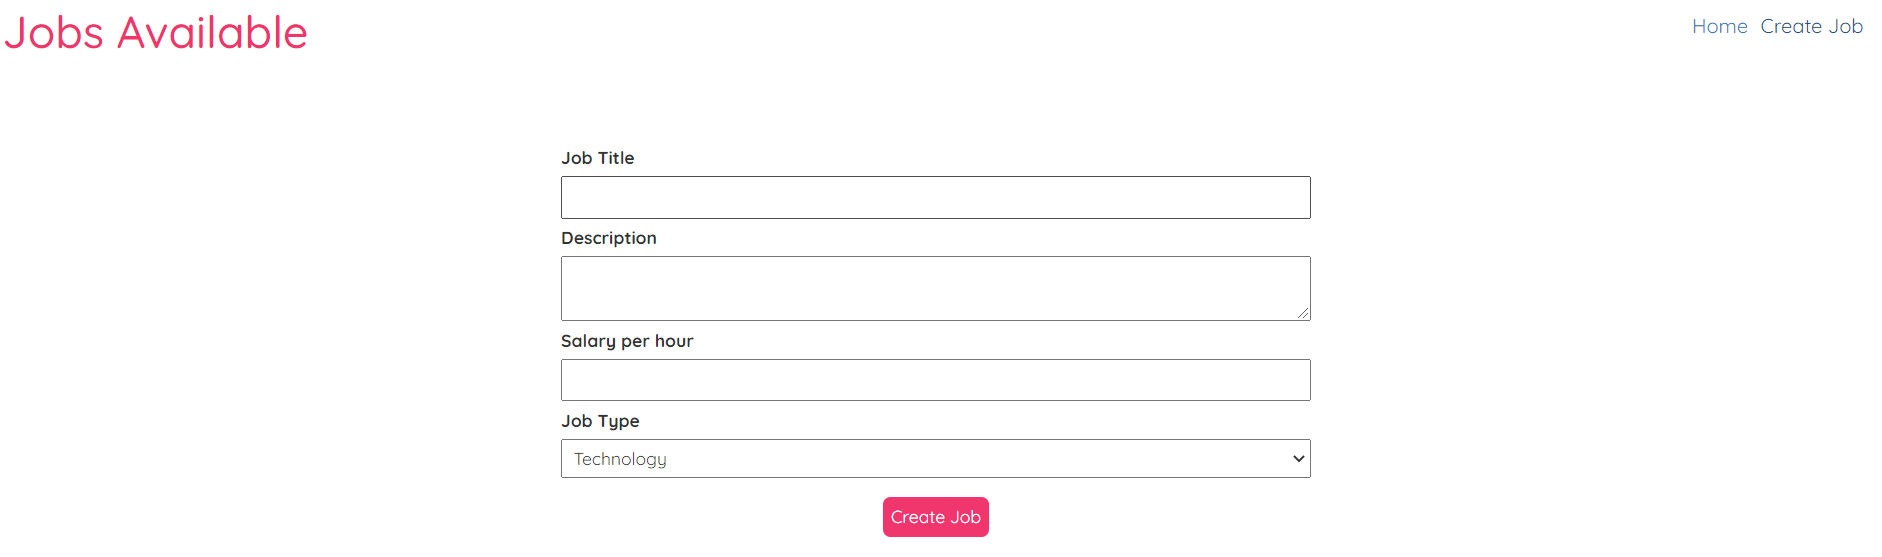 Jobs Available
Home Create Job
Job Title
Description
Salary per hour
Job Type
Technology
Create Job